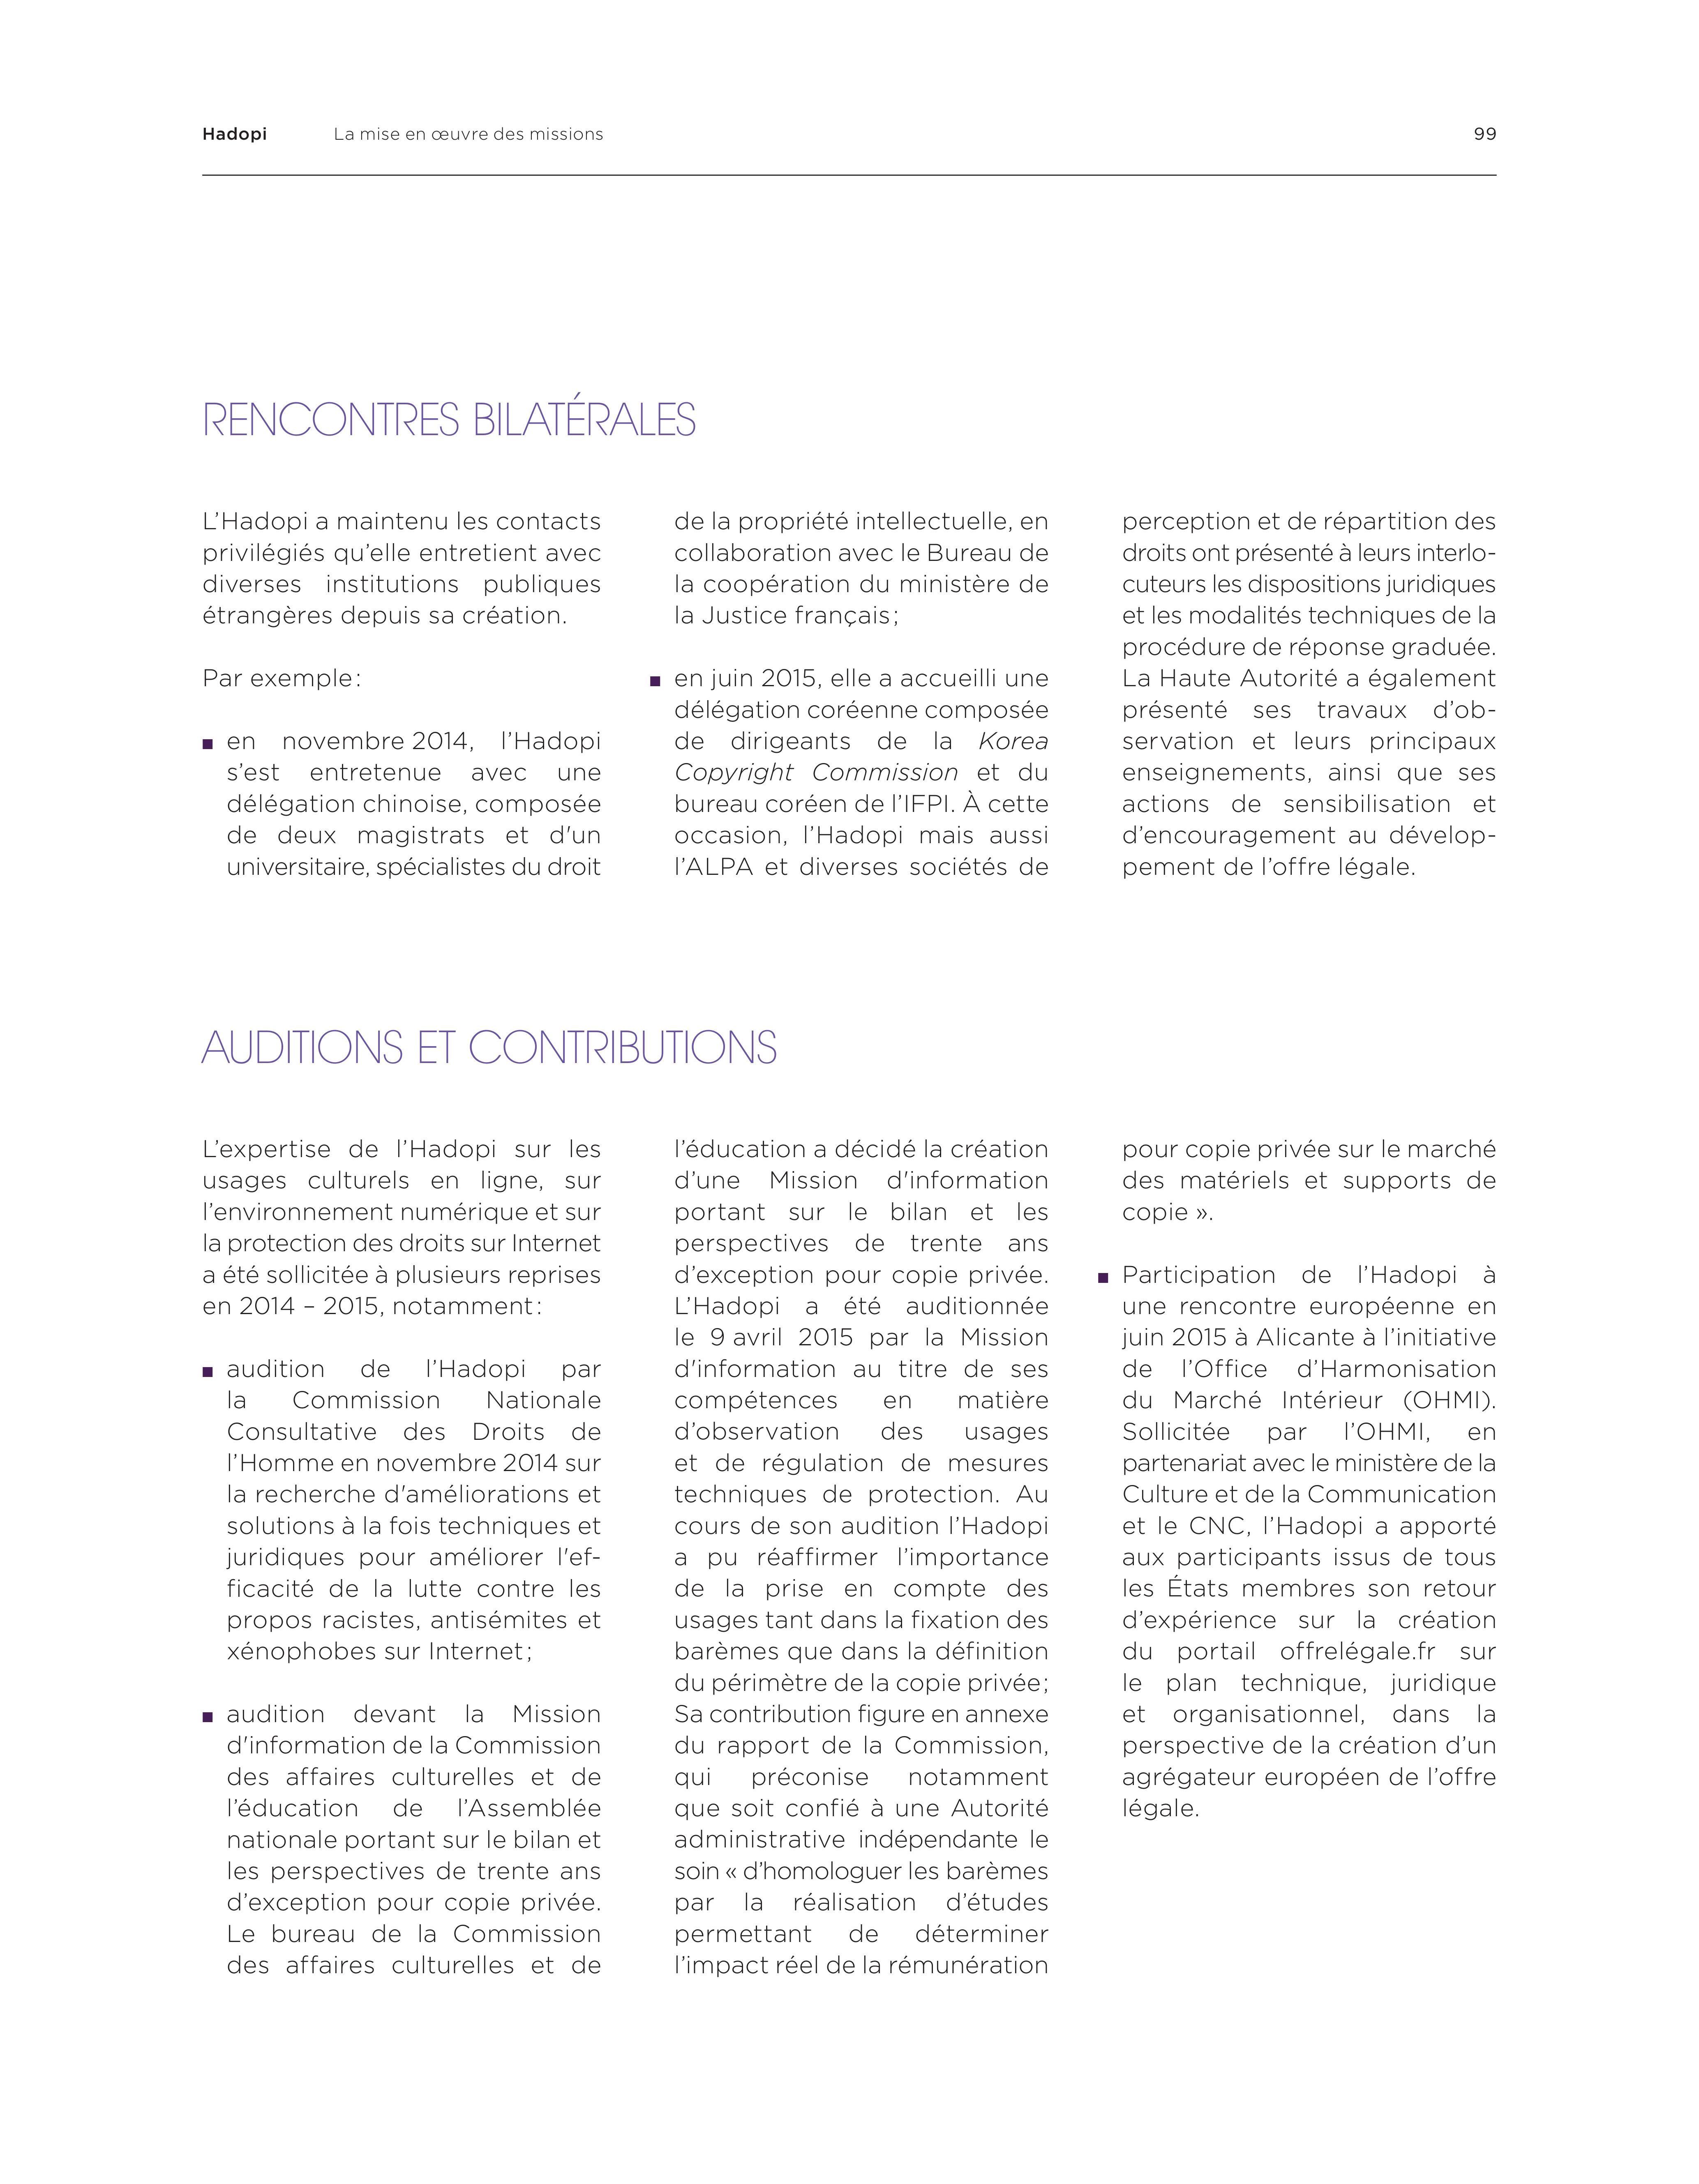 Hadopi La mise en œuvre des missions 99
RENCONTRES BILATÉRALES
L’Hadopi a maintenu les contacts
privilégiés qu’elle entretient avec
diverses institutions publiques
étrangères depuis sa création.
Par exemple :
■ en novembre 2014, l’Hadopi
s’est entretenue avec une
délégation chinoise, composée
de deux magistrats et d'un
universitaire, spécialistes du droit
de la propriété intellectuelle, en
collaboration avec le Bureau de
la coopération du ministère de
la Justice français ;
■ en juin 2015, elle a accueilli une
délégation coréenne composée
de dirigeants de la Korea
Copyright Commission et du
bureau coréen de l’IFPI. À cette
occasion, l’Hadopi mais aussi
l’ALPA et diverses sociétés de
perception et de répartition des
droits ont présenté à leurs interlo-
cuteurs les dispositions juridiques
et les modalités techniques de la
procédure de réponse graduée.
La Haute Autorité a également
présenté ses travaux d’ob-
servation et leurs principaux
enseignements, ainsi que ses
actions de sensibilisation et
d’encouragement au dévelop-
pement de l’offre légale.
AUDITIONS ET CONTRIBUTIONS
L’expertise de l’Hadopi sur les
usages culturels en ligne, sur
l’environnement numérique et sur
la protection des droits sur Internet
a été sollicitée à plusieurs reprises
en 2014 – 2015, notamment :
■ audition de l’Hadopi par
la Commission Nationale
Consultative des Droits de
l’Homme en novembre 2014 sur
la recherche d'améliorations et
solutions à la fois techniques et
juridiques pour améliorer l'ef-
ficacité de la lutte contre les
propos racistes, antisémites et
xénophobes sur Internet ;
■ audition devant la Mission
d'information de la Commission
des affaires culturelles et de
l’éducation de l’Assemblée
nationale portant sur le bilan et
les perspectives de trente ans
d’exception pour copie privée.
Le bureau de la Commission
des affaires culturelles et de
l’éducation a décidé la création
d’une Mission d'information
portant sur le bilan et les
perspectives de trente ans
d’exception pour copie privée.
L’Hadopi a été auditionnée
le 9 avril 2015 par la Mission
d'information au titre de ses
compétences en matière
d’observation des usages
et de régulation de mesures
techniques de protection. Au
cours de son audition l’Hadopi
a pu réaffirmer l’importance
de la prise en compte des
usages tant dans la fixation des
barèmes que dans la définition
du périmètre de la copie privée ;
Sa contribution figure en annexe
du rapport de la Commission,
qui préconise notamment
que soit confié à une Autorité
administrative indépendante le
soin « d’homologuer les barèmes
par la réalisation d’études
permettant de déterminer
l’impact réel de la rémunération
pour copie privée sur le marché
des matériels et supports de
copie ».
■ Participation de l’Hadopi à
une rencontre européenne en
juin 2015 à Alicante à l’initiative
de l’Office d’Harmonisation
du Marché Intérieur (OHMI).
Sollicitée par l’OHMI, en
partenariat avec le ministère de la
Culture et de la Communication
et le CNC, l’Hadopi a apporté
aux participants issus de tous
les États membres son retour
d’expérience sur la création
du portail offrelégale.fr sur
le plan technique, juridique
et organisationnel, dans la
perspective de la création d’un
agrégateur européen de l’offre
légale.